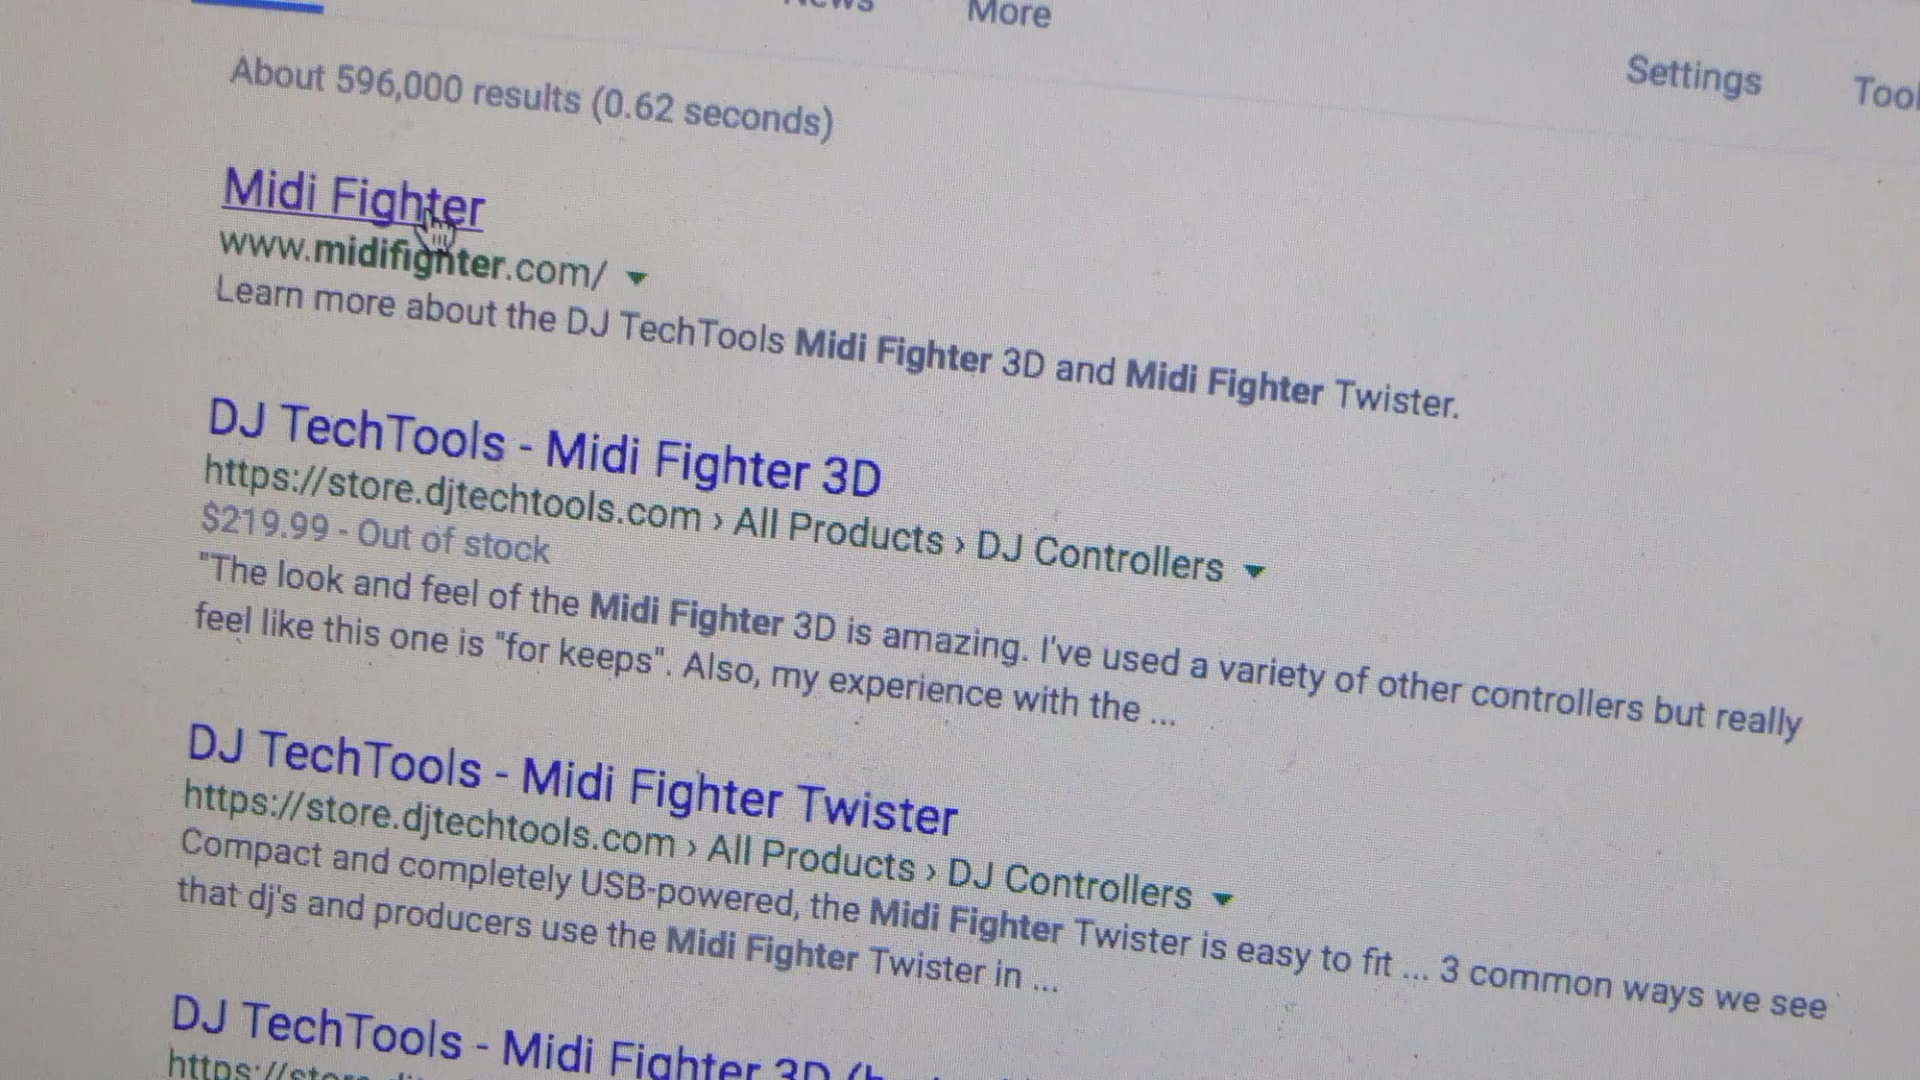 News
More
Settings
About 596,000 results (0.62 seconds)
Midi Fighter
www.midifighter.com/
Learn more about the DJ TechTools Midi Fighter 3D and Midi Fighter Twister.
DJ TechTools - Midi Fighter 3D
https://store.djtechtools.com › All Products › DJ Controllers
$219.99 - Out of stock
"The look and feel of the Midi Fighter 3D is amazing. I've used a variety of other controllers but really
feel like this one is "for keeps". Also, my experience with the ...
DJ TechTools - Midi Fighter Twister
https://store.djtechtools.com › All Products › DJ Controllers
Compact and completely USB-powered, the Midi Fighter Twister is easy to fit ... 3 common ways we see
that dj's and producers use the Midi Fighter Twister in ...
DJ TechTools - Midi Fighter 3D